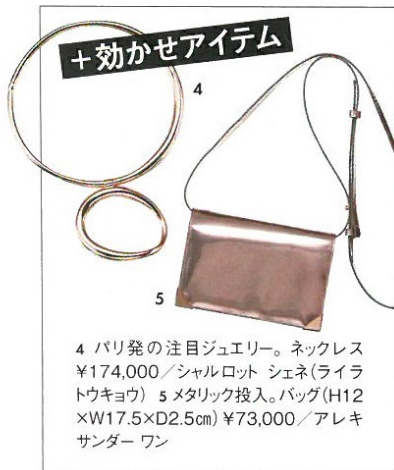 +効かせアイテム
4
5
4 パリ発の注目ジュエリー。ネックレス
¥174,000/シャルロット シェネ(ライラ
トウキョウ) 5 メタリック投入。バッグ(H12
×W17.5×D2.5㎝)¥73,000/アレキ
サンダー ワン